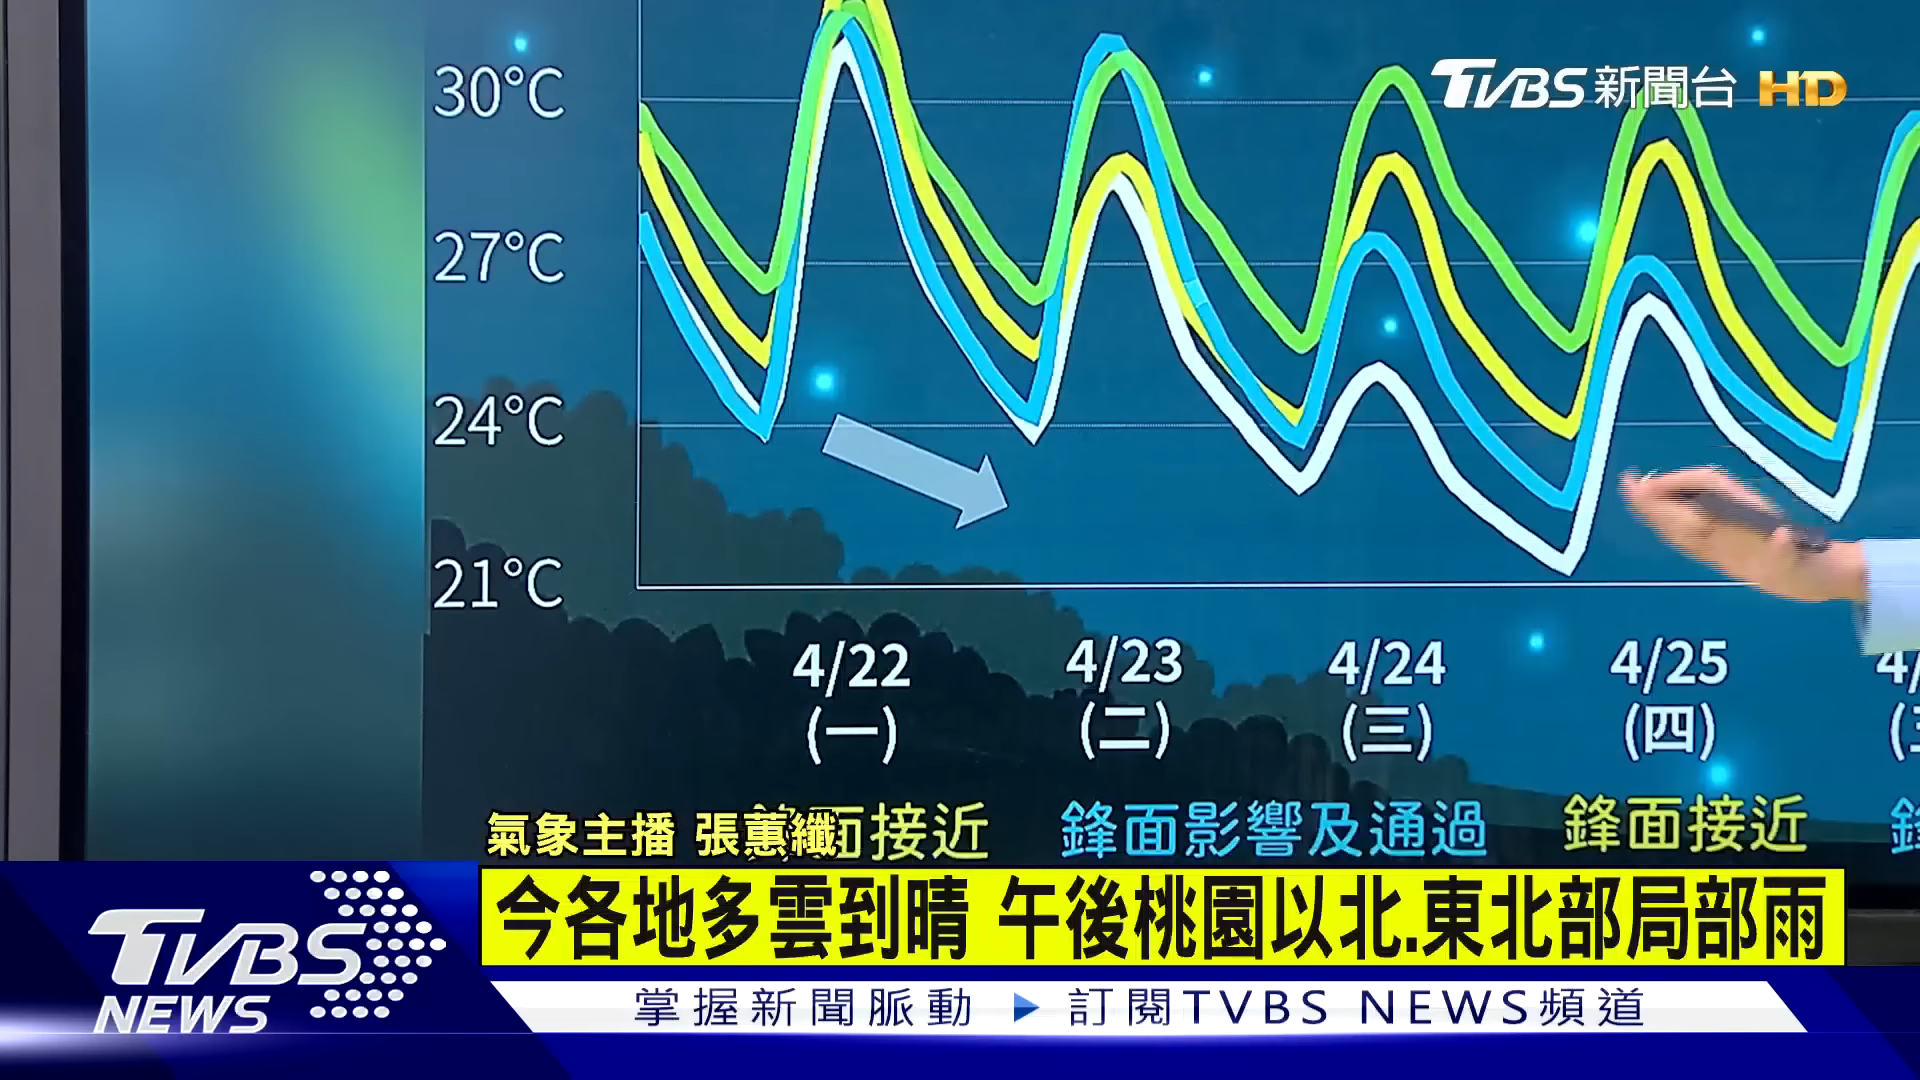 30°C
TVBS新聞台 HD
27°C
24°C
21°C
4/22 4/23 4/24 4/25 4/
(一) (二) (三) (四)
面接近 鋒面影響及通過 鋒面接近
氣象主播 張蕙纖
今各地多雲到晴 午後桃園以北.東北部局部雨
TVBS
NEWS
掌握新聞脈動 ▶ 訂閱TVBS NEWS頻道